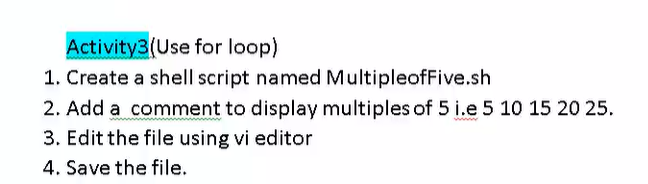 Activity3(Use for loop)
1. Create a shell script named MultipleofFive.sh
2. Add a comment to display multiples of 5 i.e 5 10 15 20 25.
3. Edit the file using vi editor
4. Save the file.